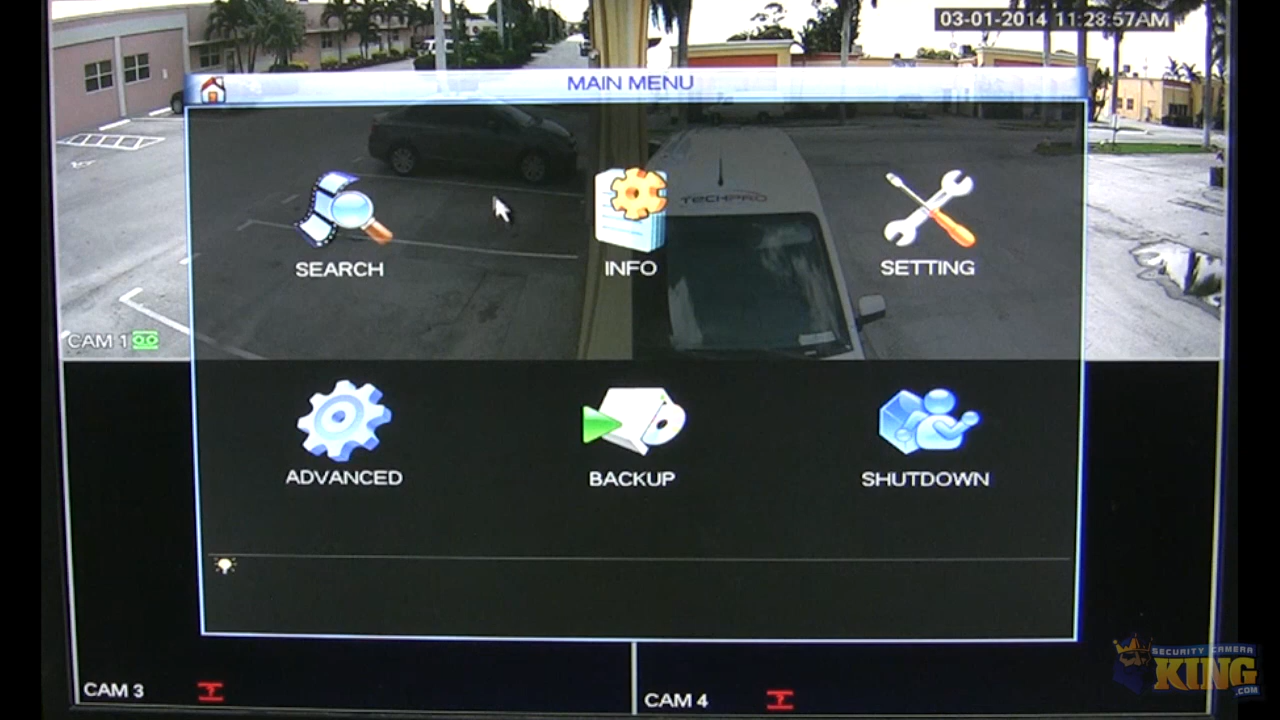 03-01-2014 11:28:57AM
MAIN MENU
TECHPRO
SEARCH
INFO
SETTING
CAM 1
ADVANCED
BACKUP
SHUTDOWN
CAM 3
?
CAM 4
?
SECURITY CAMERA
KING
.COM